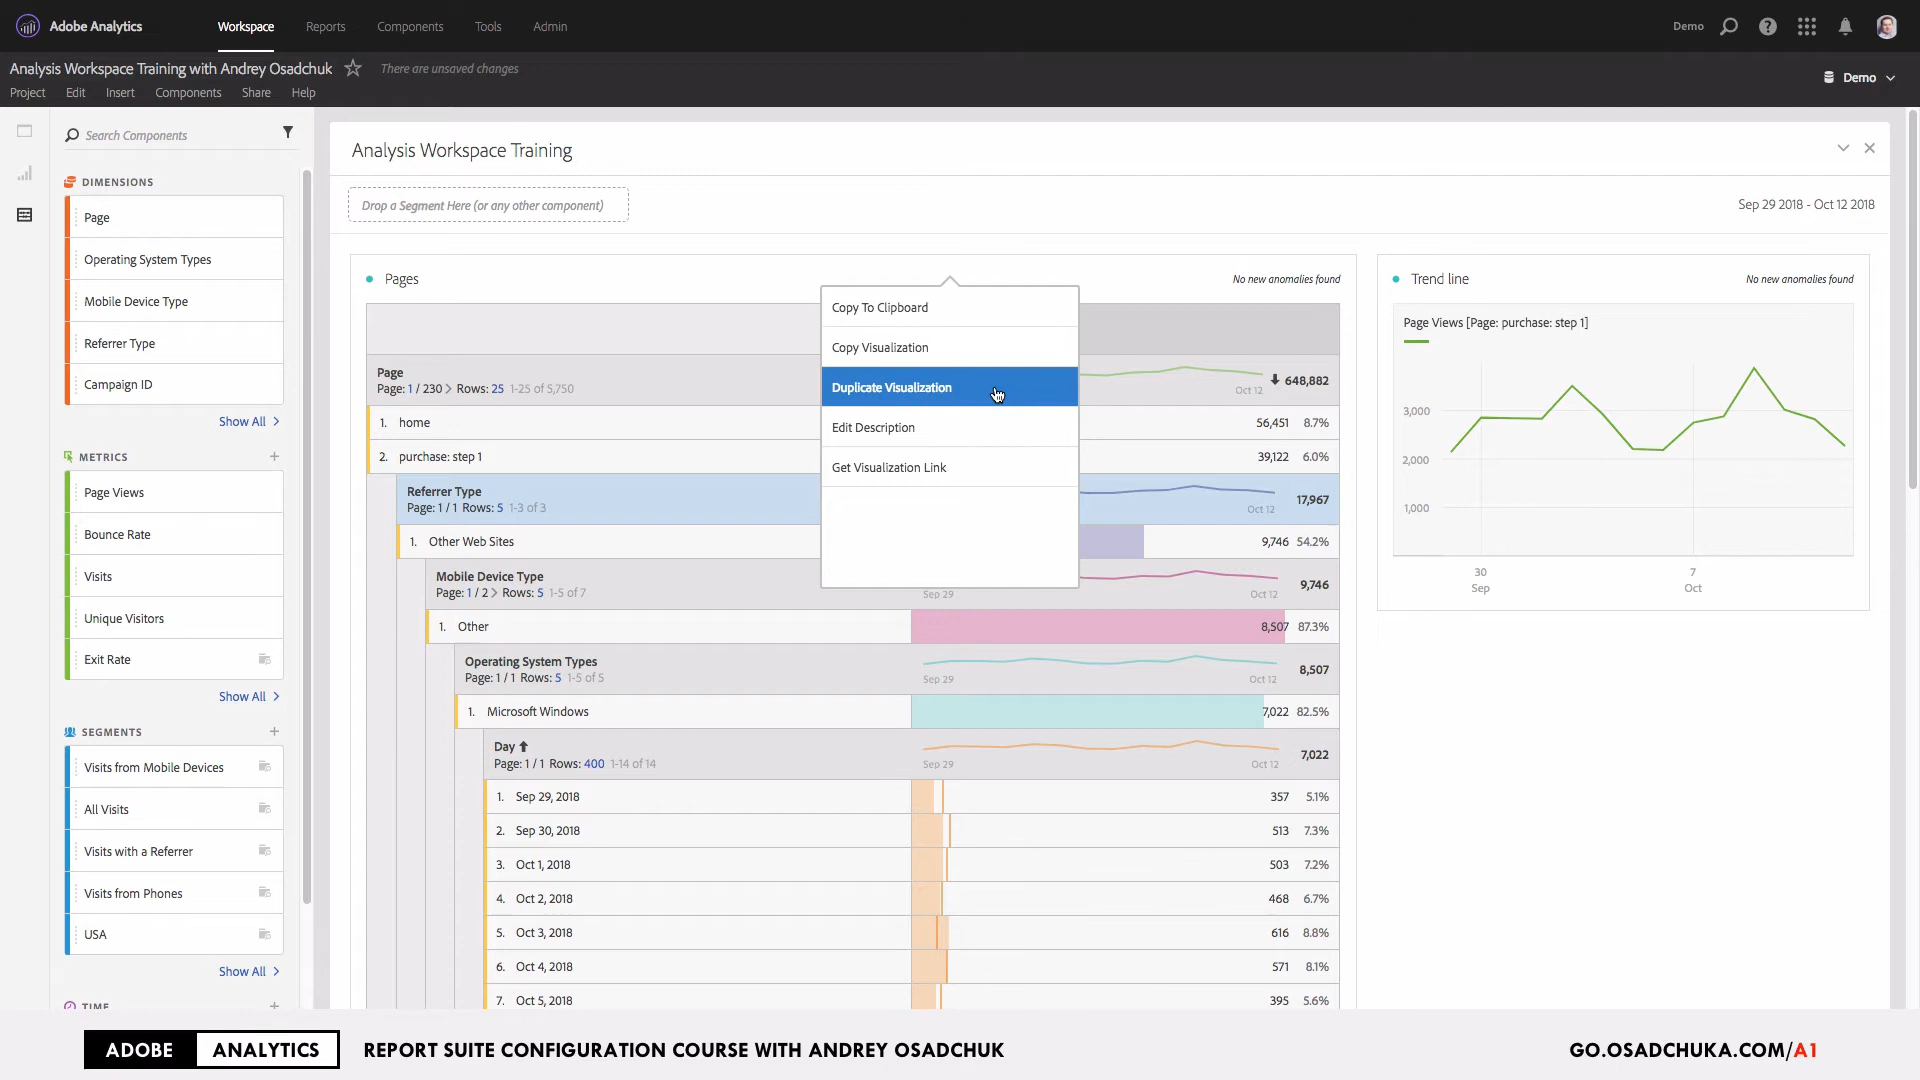 Adobe Analytics
Workspace
Reports
Components
Tools
Admin
Demo
Analysis Workspace Training with Andrey Osadchuk
There are unsaved changes
Demo
Project
Edit
Insert
Components
Share
Help
Search Components
DIMENSIONS
Page
Operating System Types
Mobile Device Type
Referrer Type
Campaign ID
Show All
METRICS
Page Views
Bounce Rate
Visits
Unique Visitors
Exit Rate
Show All
SEGMENTS
Visits from Mobile Devices
All Visits
Visits with a Referrer
Visits from Phones
USA
Show All
TIME
Analysis Workspace Training
Drop a Segment Here (or any other component)
Sep 29 2018 - Oct 12 2018
Pages
No new anomalies found
Copy To Clipboard
Copy Visualization
Duplicate Visualization
Edit Description
Get Visualization Link
Page
Page: 1 / 230 > Rows: 25 1-25 of 5,750
Oct 12
648,882
1. home 56,451 8.7%
2. purchase: step 1 39,122 6.0%
Referrer Type
Page: 1 / 1 Rows: 5 1-3 of 3
Oct 12
17,967
1. Other Web Sites 9,746 54.2%
Mobile Device Type
Page: 1 / 2 > Rows: 5 1-5 of 7
Sep 29
Oct 12
9,746
1. Other 8,507 87.3%
Operating System Types
Page: 1 / 1 Rows: 5 1-5 of 5
Sep 29
Oct 12
8,507
1. Microsoft Windows 7,022 82.5%
Day
Page: 1 / 1 Rows: 400 1-14 of 14
Sep 29
Oct 12
7,022
1. Sep 29, 2018 357 5.1%
2. Sep 30, 2018 513 7.3%
3. Oct 1, 2018 503 7.2%
4. Oct 2, 2018 468 6.7%
5. Oct 3, 2018 616 8.8%
6. Oct 4, 2018 571 8.1%
7. Oct 5, 2018 395 5.6%
Trend line
No new anomalies found
Page Views [Page: purchase: step 1]
3,000
2,000
1,000
30
Sep
7
Oct
ADOBE ANALYTICS
REPORT SUITE CONFIGURATION COURSE WITH ANDREY OSADCHUK
GO.OSADCHUKA.COM/A1